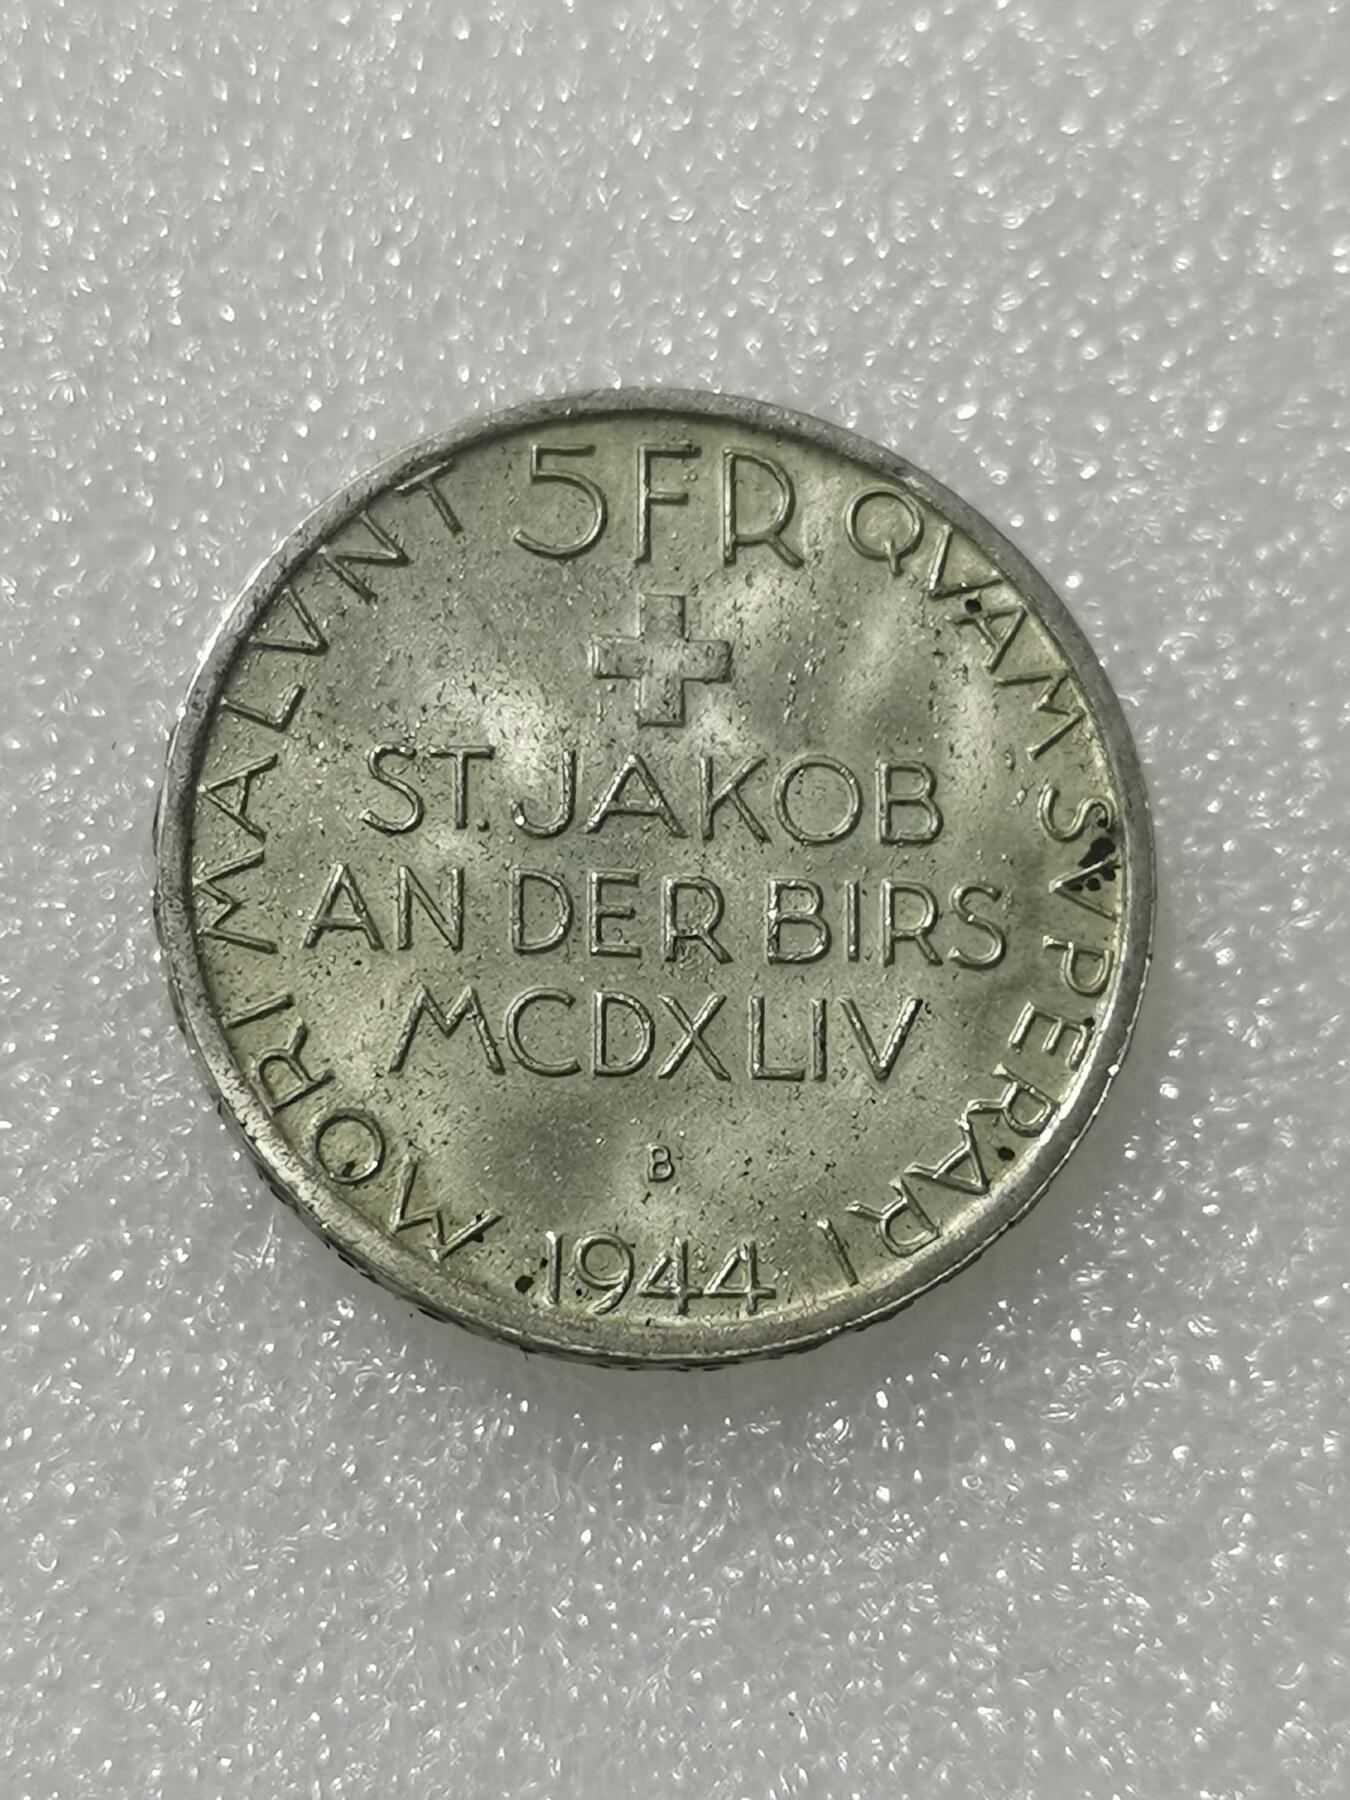 5FR
MORI MALVNT QVAM SVPERARI
ST. JAKOB
AN DER BIRS
MCDXLIV
B
1944